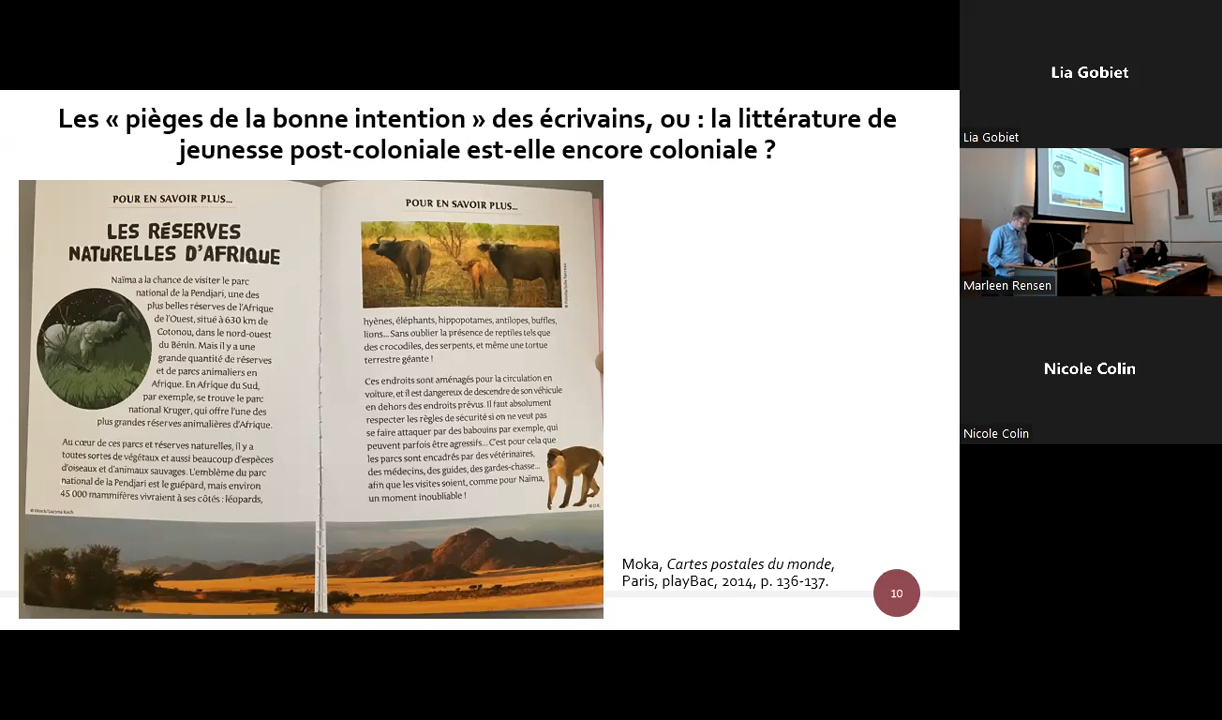 Les « pièges de la bonne intention » des écrivains, ou : la littérature de
jeunesse post-coloniale est-elle encore coloniale ?
POUR EN SAVOIR PLUS...
LES RÉSERVES
NATURELLES D'AFRIQUE
Naïma a la chance de visiter le parc
national de la Pendjari, une des
plus belles réserves de l'Afrique
de l'Ouest, situé à 630 km de
Cotonou, dans le nord-ouest
du Bénin. Mais il y a une
grande quantité de réserves
et de parcs animaliers en
Afrique. En Afrique du Sud,
par exemple, se trouve le parc
national Kruger, qui offre l'une des
plus grandes réserves animalières d'Afrique.
Au cœur de ces parcs et réserves naturelles, il y a
toutes sortes de végétaux et aussi beaucoup d'espèces
d'oiseaux et d'animaux sauvages. L'emblème du parc
national de la Pendjari est le guépard, mais environ
45 000 mammifères vivraient à ses côtés : léopards,
POUR EN SAVOIR PLUS...
hyènes, éléphants, hippopotames, antilopes, buffles,
lions... Sans oublier la présence de reptiles tels que
des crocodiles, des serpents, et même une tortue
terrestre géante !
Ces endroits sont aménagés pour la circulation en
voiture, et il est dangereux de descendre de son véhicule
en dehors des endroits prévus. Il faut absolument
respecter les règles de sécurité si on ne veut pas
se faire attaquer par des babouins par exemple, qui
peuvent parfois être agressifs... C'est pour cela que
les parcs sont encadrés par des vétérinaires,
des médecins, des guides, des gardes-chasse...
afin que les visites soient, comme pour Naïma,
un moment inoubliable !
Moka, Cartes postales du monde,
Paris, playBac, 2014, p. 136-137.
10
Lia Gobiet
Lia Gobiet
Marleen Rensen
Nicole Colin
Nicole Colin